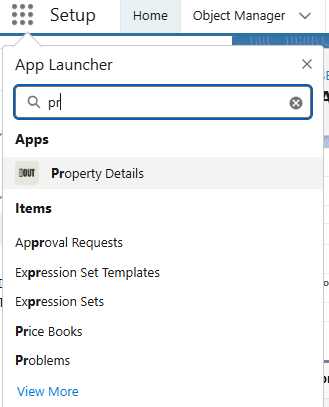 Setup Home Object Manager
App Launcher
pr
Apps
Property Details
Items
Approval Requests
Expression Set Templates
Expression Sets
Price Books
Problems
View More